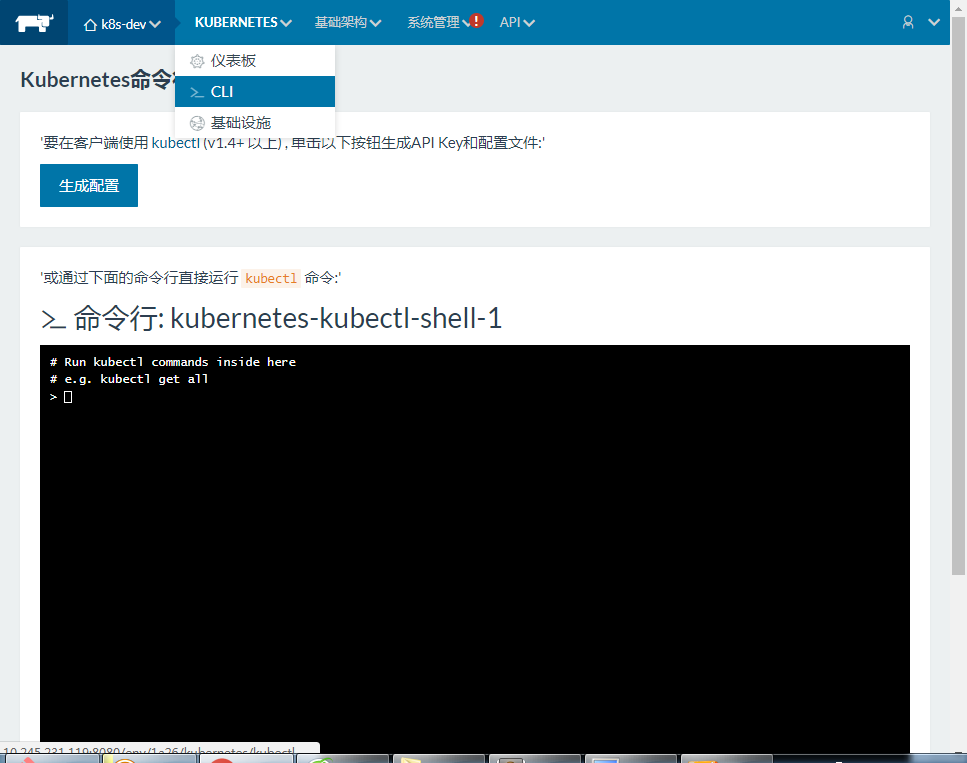 k8s-dev KUBERNETES 基础架构 系统管理 ! API
仪表板
Kubernetes命令
CLI
基础设施
'要在客户端使用 kubectl (v1.4+ 以上) , 单击以下按钮生成API Key和配置文件:'
生成配置
'或通过下面的命令行直接运行 kubectl 命令:'
>_ 命令行: kubernetes-kubectl-shell-1
# Run kubectl commands inside here
# e.g. kubectl get all
>
10.245.231.119:8080/env/1a26/kubernetes/kubectl